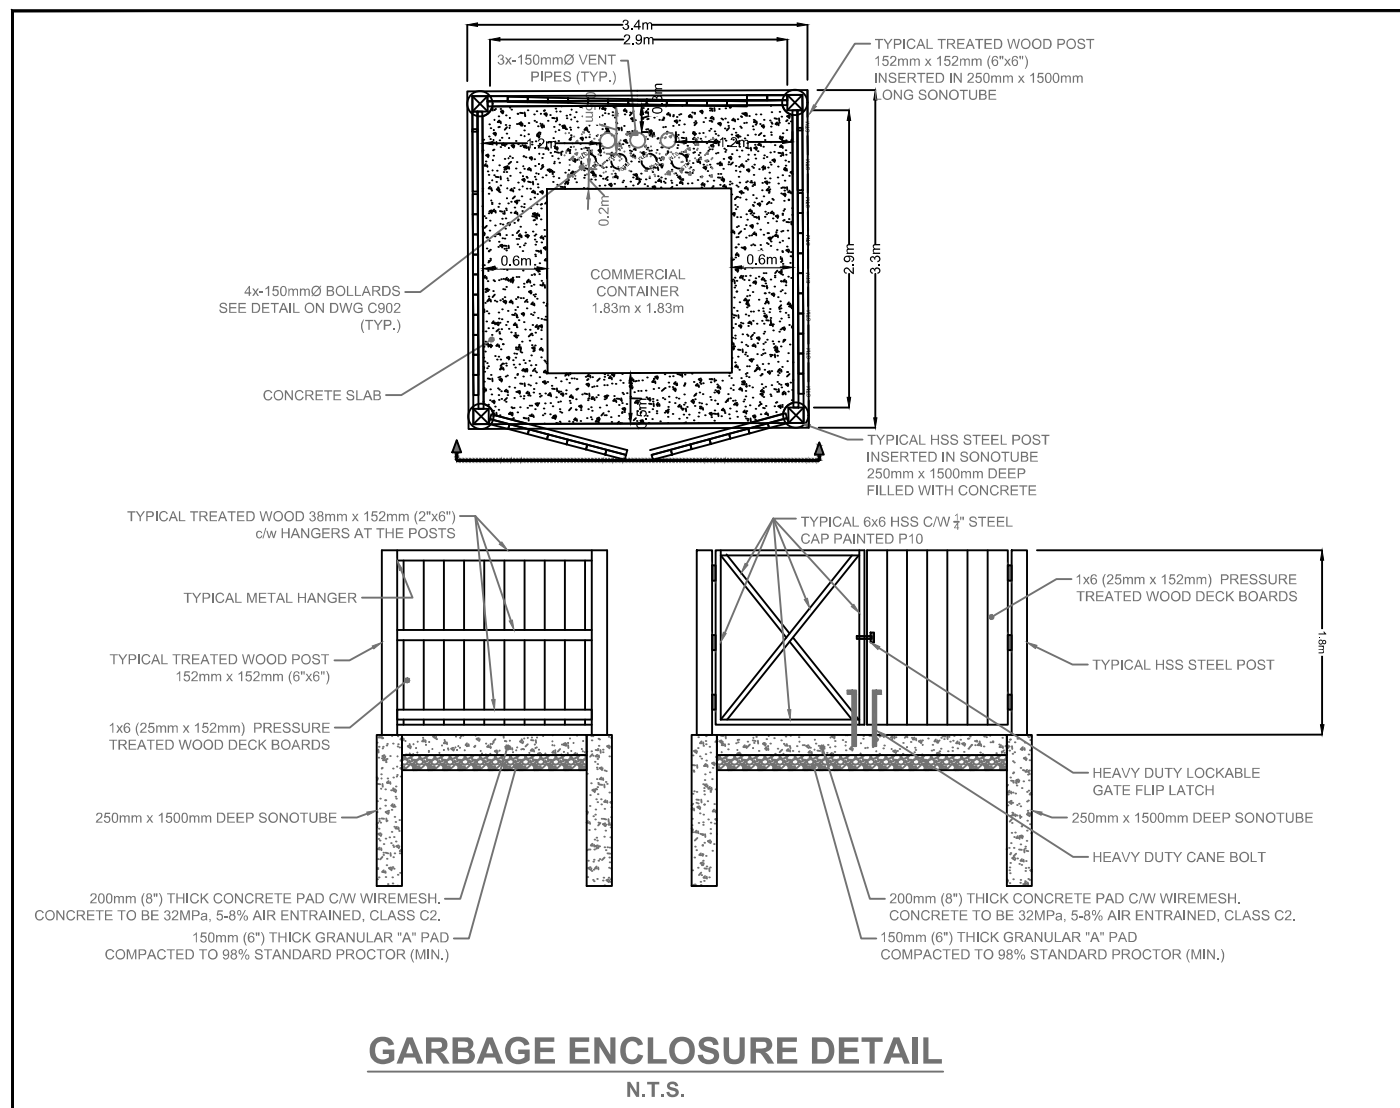 3.4m
2.9m
3x-150mmØ VENT
PIPES (TYP.)
TYPICAL TREATED WOOD POST
152mm x 152mm (6"x6")
INSERTED IN 250mm x 1500mm
LONG SONOTUBE
1.2m
1.2m
0.2m
0.6m
0.6m
2.9m
3.3m
COMMERCIAL
CONTAINER
1.83m x 1.83m
4x-150mmØ BOLLARDS
SEE DETAIL ON DWG C902
(TYP.)
CONCRETE SLAB
TYPICAL HSS STEEL POST
INSERTED IN SONOTUBE
250mm x 1500mm DEEP
FILLED WITH CONCRETE
TYPICAL TREATED WOOD 38mm x 152mm (2"x6")
c/w HANGERS AT THE POSTS
TYPICAL METAL HANGER
TYPICAL TREATED WOOD POST
152mm x 152mm (6"x6")
1x6 (25mm x 152mm) PRESSURE
TREATED WOOD DECK BOARDS
250mm x 1500mm DEEP SONOTUBE
200mm (8") THICK CONCRETE PAD C/W WIREMESH.
CONCRETE TO BE 32MPa, 5-8% AIR ENTRAINED, CLASS C2.
150mm (6") THICK GRANULAR "A" PAD
COMPACTED TO 98% STANDARD PROCTOR (MIN.)
TYPICAL 6x6 HSS C/W ¼" STEEL
CAP PAINTED P10
1x6 (25mm x 152mm) PRESSURE
TREATED WOOD DECK BOARDS
1.8m
TYPICAL HSS STEEL POST
HEAVY DUTY LOCKABLE
GATE FLIP LATCH
250mm x 1500mm DEEP SONOTUBE
HEAVY DUTY CANE BOLT
200mm (8") THICK CONCRETE PAD C/W WIREMESH.
CONCRETE TO BE 32MPa, 5-8% AIR ENTRAINED, CLASS C2.
150mm (6") THICK GRANULAR "A" PAD
COMPACTED TO 98% STANDARD PROCTOR (MIN.)
GARBAGE ENCLOSURE DETAIL
N.T.S.